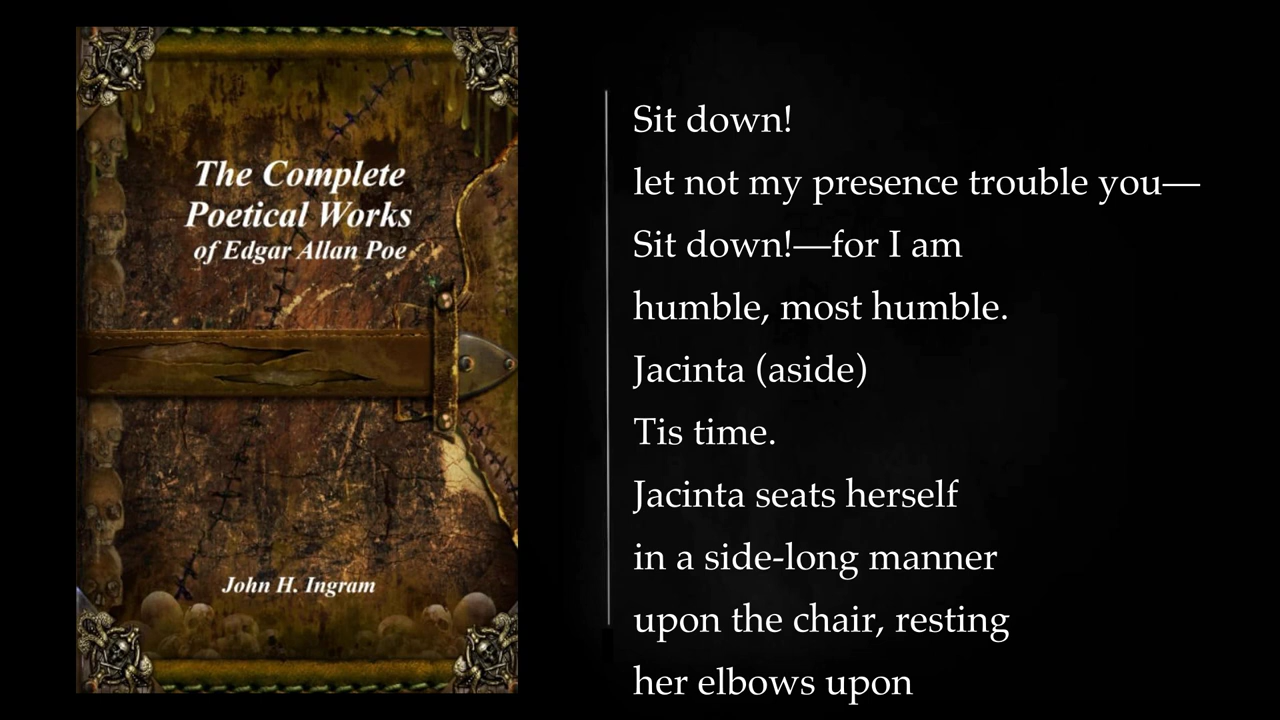 The Complete
Poetical Works
of Edgar Allan Poe
John H. Ingram
Sit down!
let not my presence trouble you—
Sit down!—for I am
humble, most humble.
Jacinta (aside)
Tis time.
Jacinta seats herself
in a side-long manner
upon the chair, resting
her elbows upon